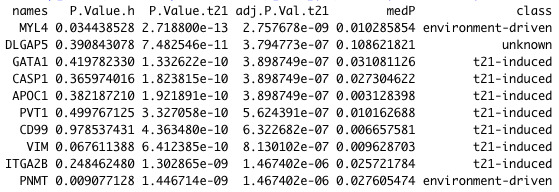 names P.Value.h P.Value.t21 adj.P.Val.t21 medP class
MYL4 0.034438528 2.718800e-13 2.757678e-09 0.010285854 environment-driven
DLGAP5 0.390843078 7.482546e-11 3.794773e-07 0.108621821 unknown
GATA1 0.419782330 1.332622e-10 3.898749e-07 0.031081126 t21-induced
CASP1 0.365974016 1.823815e-10 3.898749e-07 0.027304622 t21-induced
APOC1 0.382187210 1.921891e-10 3.898749e-07 0.003128398 t21-induced
PVT1 0.499767125 3.327058e-10 5.624391e-07 0.010162688 t21-induced
CD99 0.978537431 4.363480e-10 6.322682e-07 0.006657581 t21-induced
VIM 0.067611388 6.412385e-10 8.130102e-07 0.009628703 t21-induced
ITGA2B 0.248462480 1.302865e-09 1.467402e-06 0.025721784 t21-induced
PNMT 0.009077128 1.446714e-09 1.467402e-06 0.027605474 environment-driven